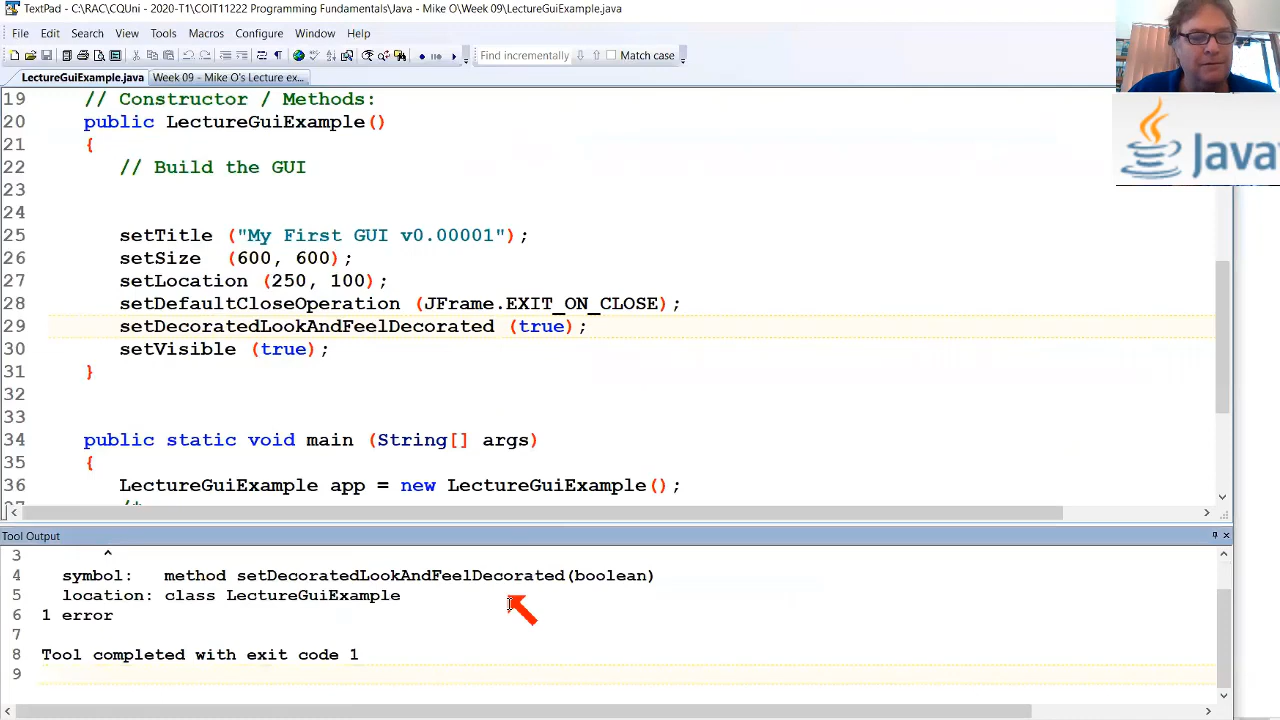 TextPad - C:\RAC\CQUni - 2020-T1\COIT11222 Programming Fundamentals\Java - Mike O\Week 09\LectureGuiExample.java
File Edit Search View Tools Macros Configure Window Help
Find incrementally Match case
LectureGuiExample.java Week 09 - Mike O's Lecture ex...
19 // Constructor / Methods:
20 public LectureGuiExample()
21 {
22 // Build the GUI
23
24
25 setTitle ("My First GUI v0.00001");
26 setSize (600, 600);
27 setLocation (250, 100);
28 setDefaultCloseOperation (JFrame.EXIT_ON_CLOSE);
29 setDecoratedLookAndFeelDecorated (true);
30 setVisible (true);
31 }
32
33
34 public static void main (String[] args)
35 {
36 LectureGuiExample app = new LectureGuiExample();
37 /*
Tool Output
3 ^
4 symbol: method setDecoratedLookAndFeelDecorated(boolean)
5 location: class LectureGuiExample
6 1 error
7
8 Tool completed with exit code 1
9
Java